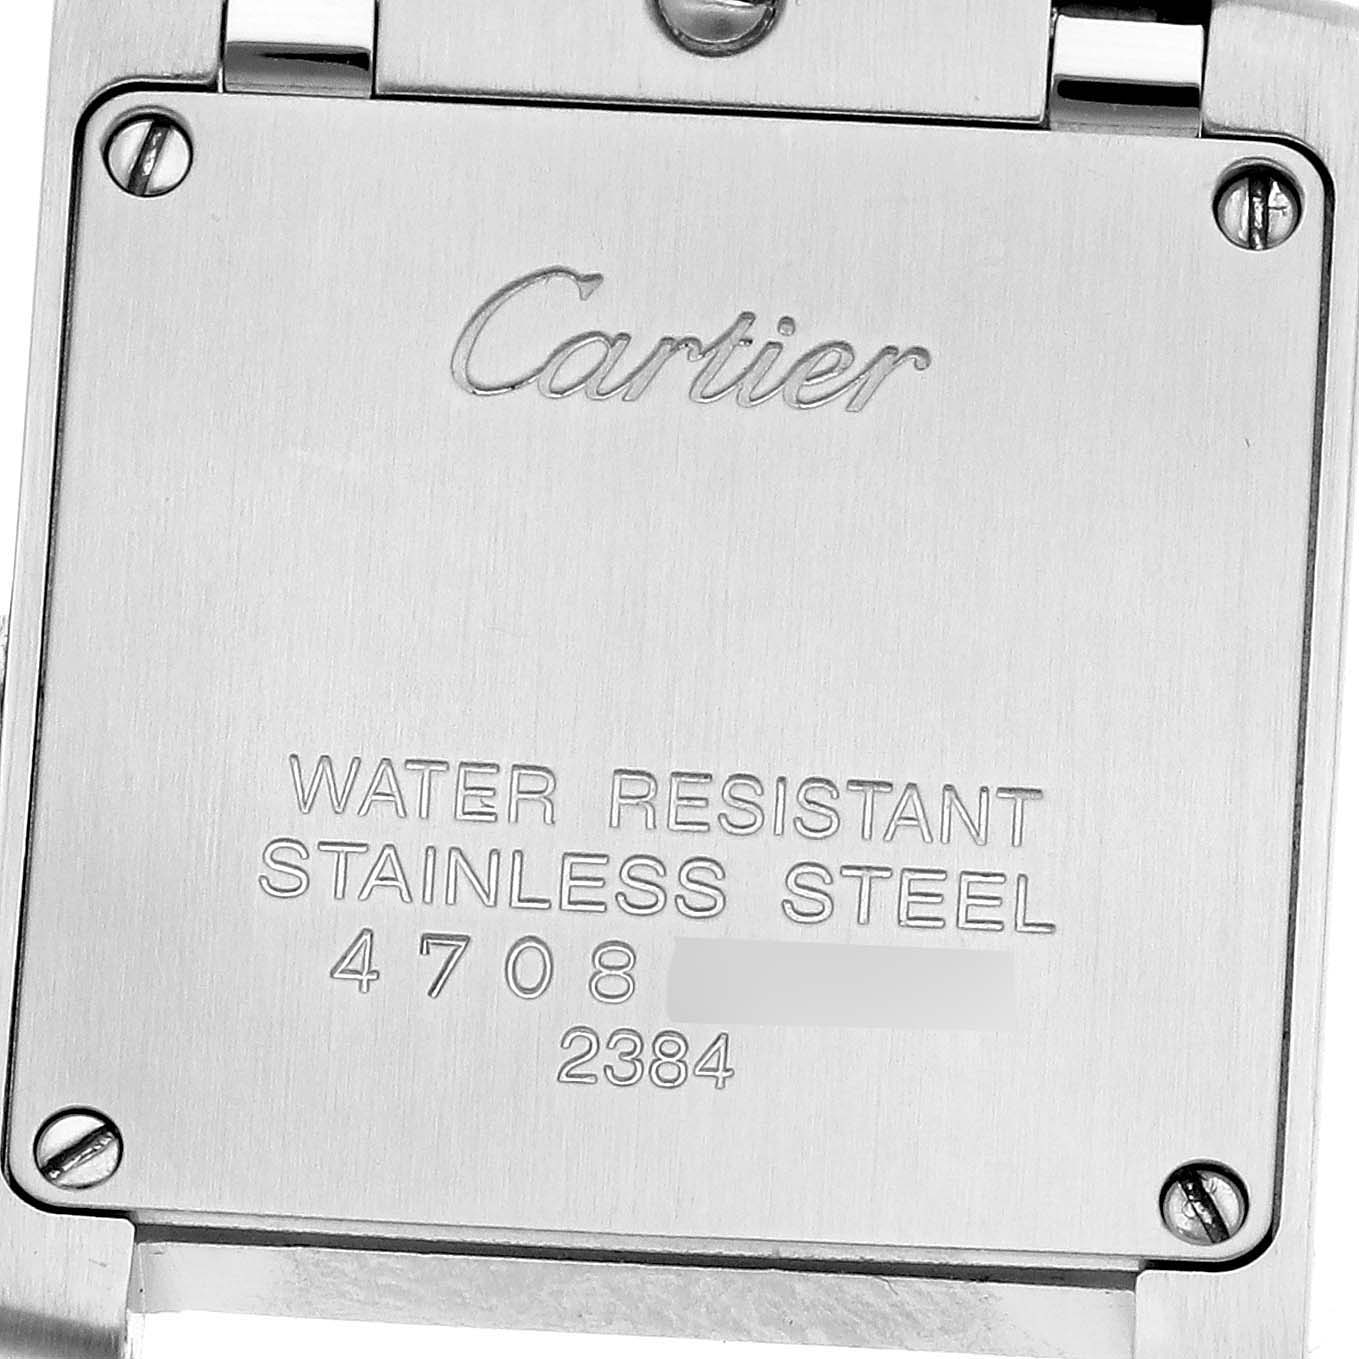 Cartier
WATER RESISTANT
STAINLESS STEEL
4708
2384